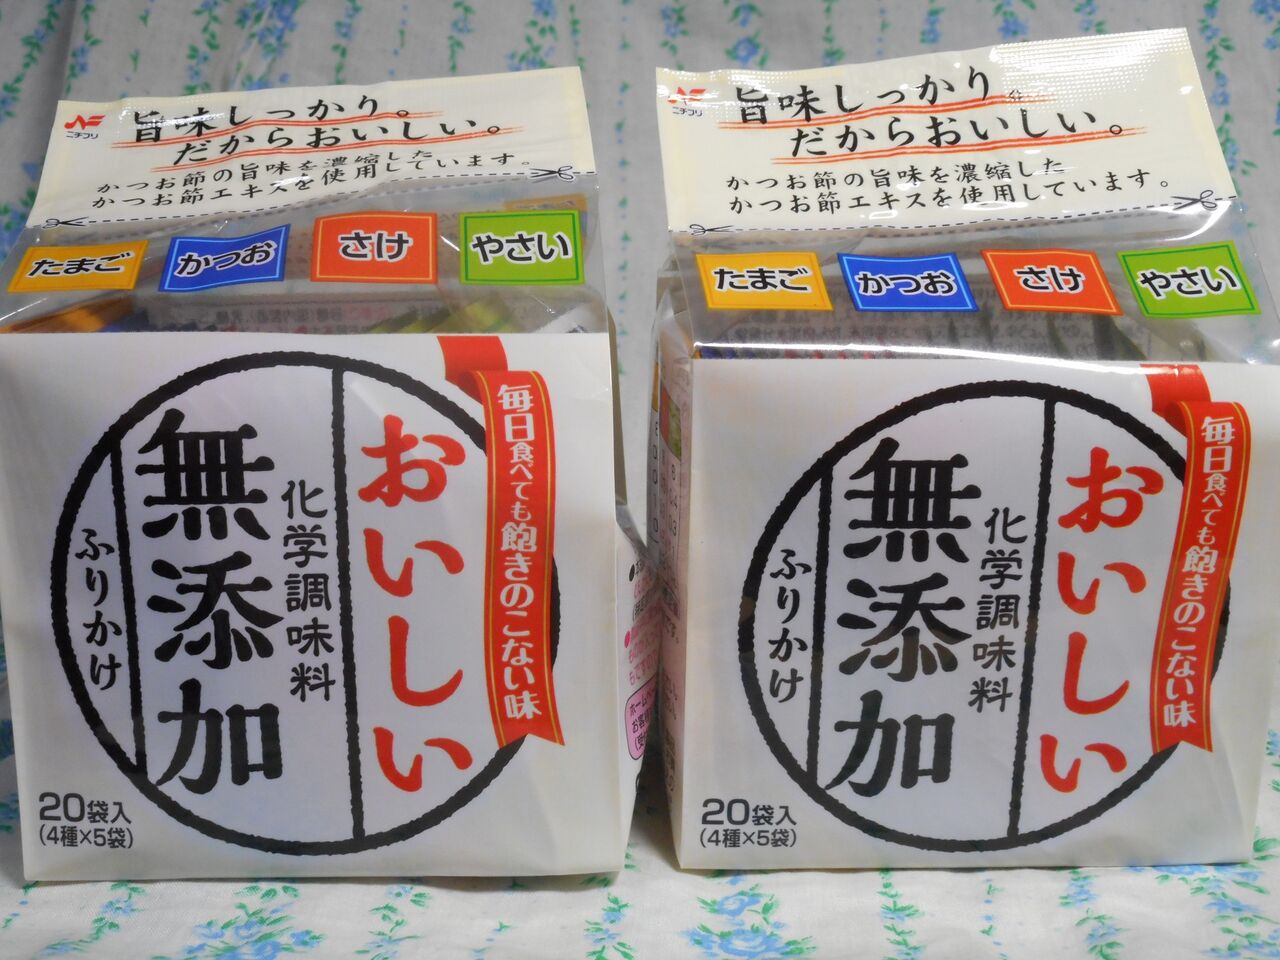 ニチフリ
旨味しっかり。
だからおいしい。
かつお節の旨味を濃縮した
かつお節エキスを使用しています。
たまご
かつお
さけ
やさい
毎日食べても飽きのこない味
おいしい
化学調味料
無添加
ふりかけ
20袋入
(4種×5袋)
ニチフリ
旨味しっかり
だからおいしい。
かつお節の旨味を濃縮した
かつお節エキスを使用しています。
たまご
かつお
さけ
やさい
毎日食べても飽きのこない味
おいしい
化学調味料
無添加
ふりかけ
20袋入
(4種×5袋)